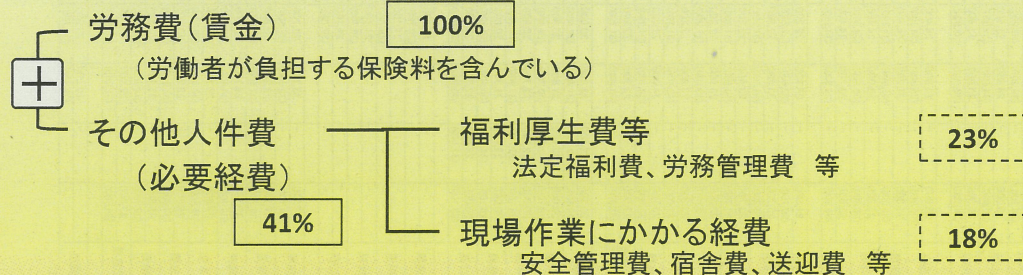 労務費(賃金) 100%
(労働者が負担する保険料を含んでいる)
+
その他人件費 福利厚生費等 23%
法定福利費、労務管理費 等
(必要経費)
41%
現場作業にかかる経費 18%
安全管理費、宿舎費、送迎費 等